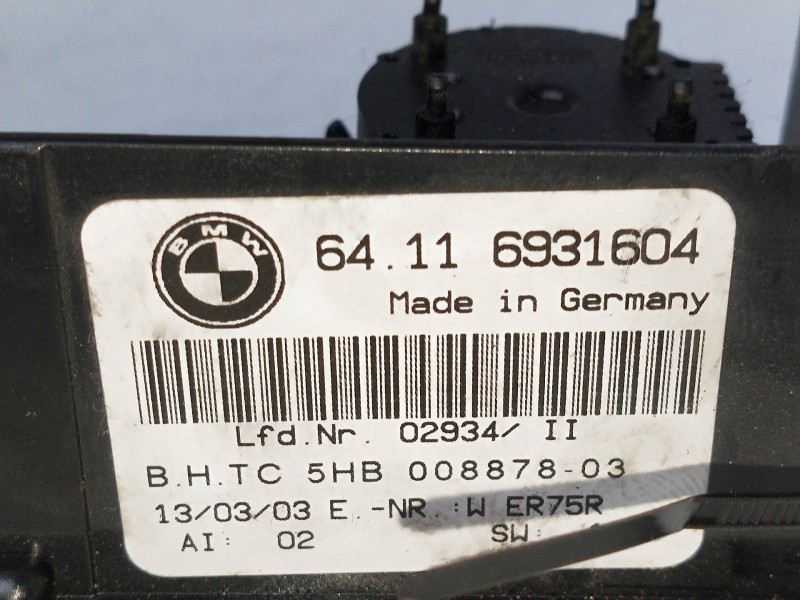 BMW
64.11 6931604
Made in Germany
Lfd.Nr. 02934/ II
B.H.TC 5HB 008878-03
13/03/03 E.-NR.:W ER75R
AI: 02 SW: